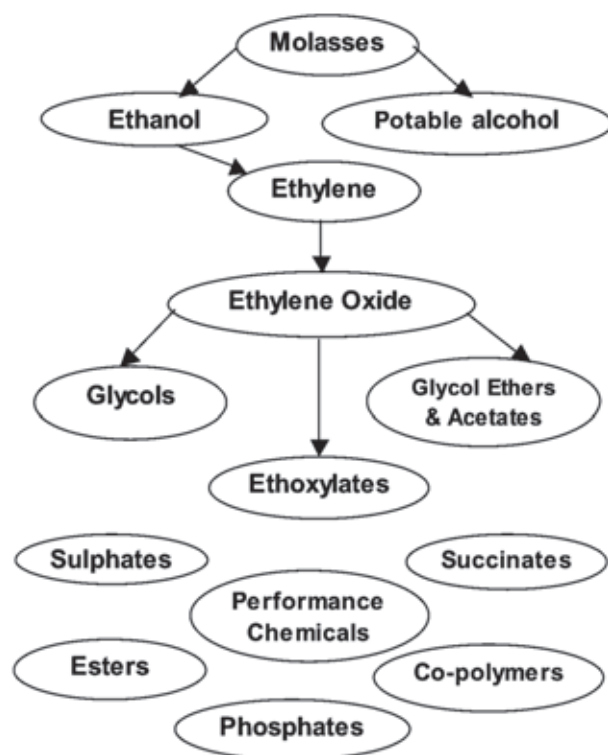 Molasses
Ethanol
Potable alcohol
Ethylene
Ethylene Oxide
Glycols
Glycol Ethers
& Acetates
Ethoxylates
Sulphates
Succinates
Performance
Chemicals
Esters
Co-polymers
Phosphates